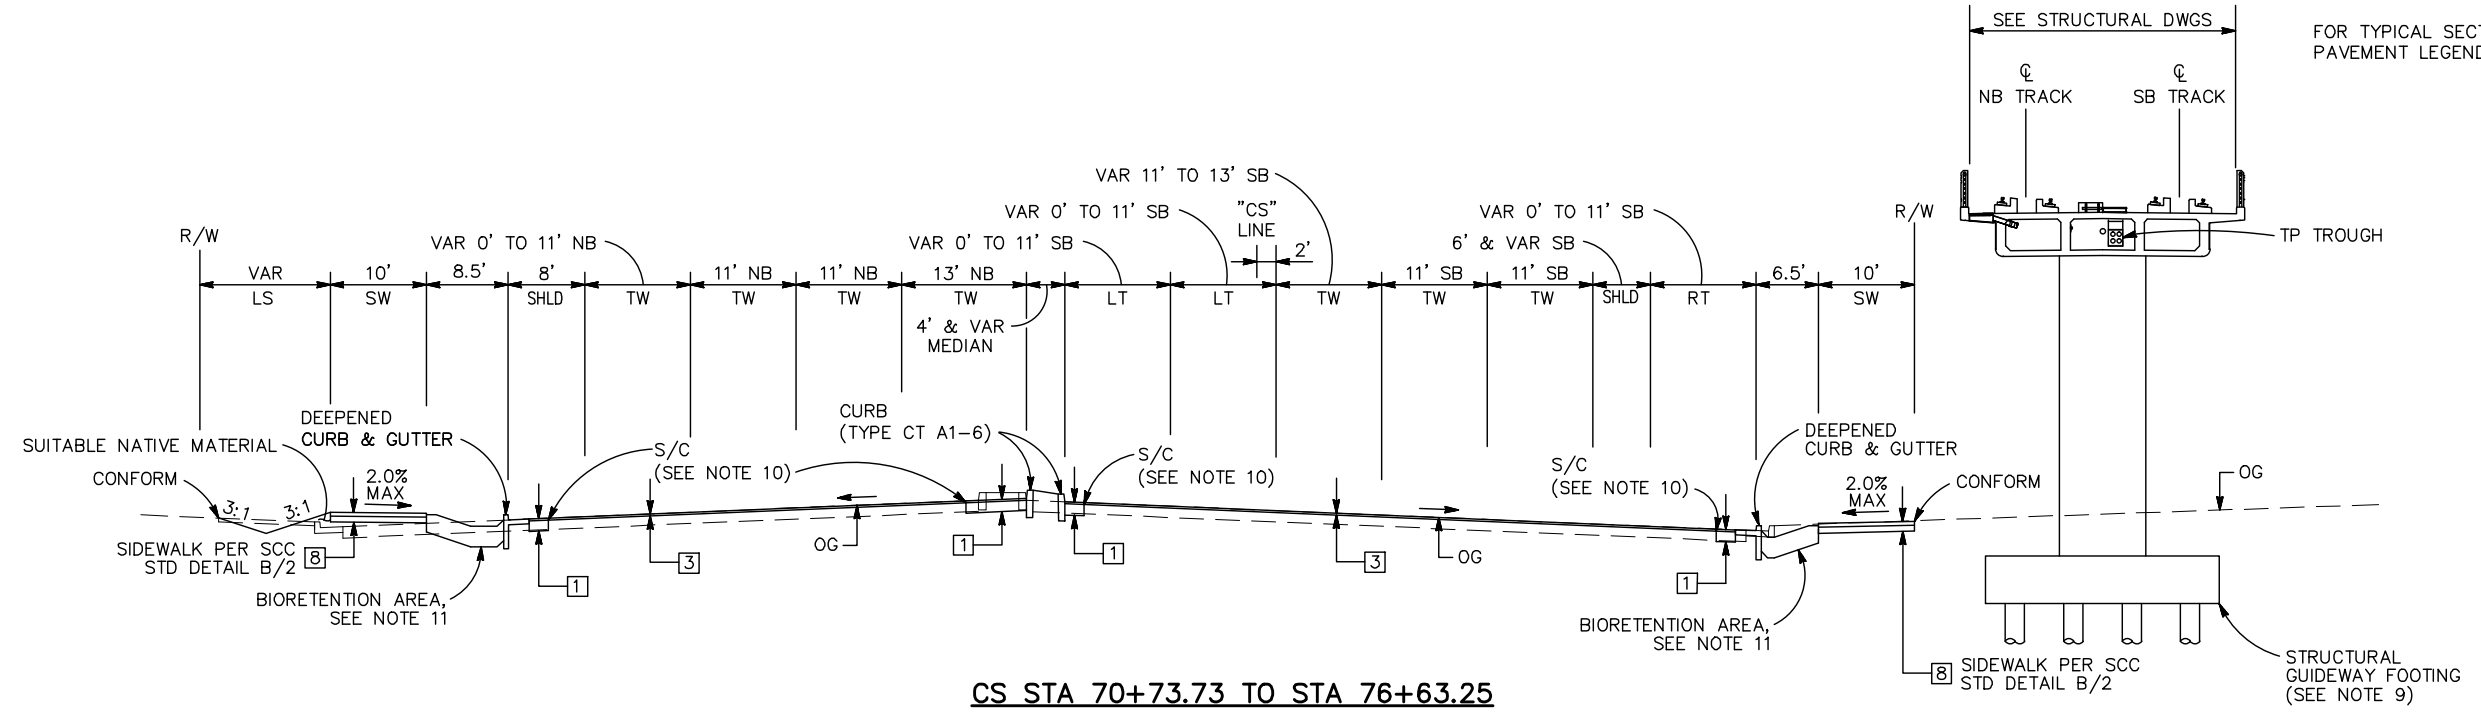 SEE STRUCTURAL DWGS
FOR TYPICAL SECT
PAVEMENT LEGEND
℄
NB TRACK
℄
SB TRACK
TP TROUGH
VAR 11' TO 13' SB
VAR 0' TO 11' SB
"CS"
LINE
2'
VAR 0' TO 11' SB
R/W
R/W
VAR 0' TO 11' NB
VAR 0' TO 11' SB
6' & VAR SB
VAR
LS
10'
SW
8.5'
8'
SHLD
TW
11' NB
TW
11' NB
TW
13' NB
TW
LT
LT
TW
11' SB
TW
11' SB
TW
SHLD
RT
6.5'
10'
SW
4' & VAR
MEDIAN
DEEPENED
CURB & GUTTER
SUITABLE NATIVE MATERIAL
CONFORM
3:1
3:1
2.0%
MAX
S/C
(SEE NOTE 10)
CURB
(TYPE CT A1-6)
S/C
(SEE NOTE 10)
S/C
(SEE NOTE 10)
DEEPENED
CURB & GUTTER
2.0%
MAX
CONFORM
OG
SIDEWALK PER SCC
STD DETAIL B/2
8
BIORETENTION AREA,
SEE NOTE 11
1
3
OG
1
1
3
OG
1
BIORETENTION AREA,
SEE NOTE 11
8
SIDEWALK PER SCC
STD DETAIL B/2
STRUCTURAL
GUIDEWAY FOOTING
(SEE NOTE 9)
CS STA 70+73.73 TO STA 76+63.25